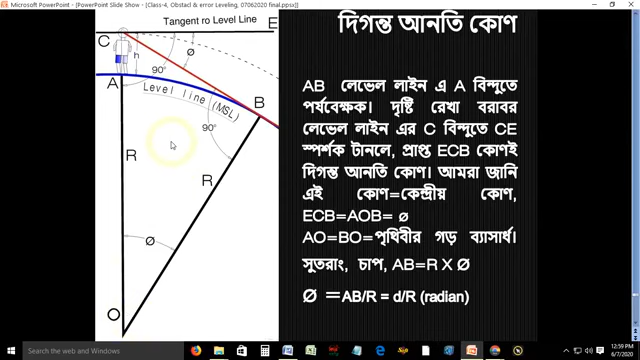 Microsoft PowerPoint - [PowerPoint Slide Show - [Class-4, Obstacl & error Leveling, 07062020 final.ppsx]]
Tangent ro Level Line
E
C
h
90°
Ø
A
Level line (MSL)
B
90°
R
R
Ø
O
দিগন্ত আনতি কোণ
AB লেভেল লাইন এ A বিন্দুতে
পর্যবেক্ষক। দৃষ্টি রেখা বরাবর
লেভেল লাইন এর C বিন্দুতে CE
স্পর্শক টানলে, প্রাপ্ত ECB কোণই
দিগন্ত আনতি কোণ। আমরা জানি
এই কোণ=কেন্দ্রীয় কোণ,
ECB=AOB= ø
AO=BO=পৃথিবীর গড় ব্যাসার্ধ।
সুতরাং, চাপ, AB=R X Ø
Ø =AB/R = d/R (radian)
Search the web and Windows
12:59 PM
6/7/2020